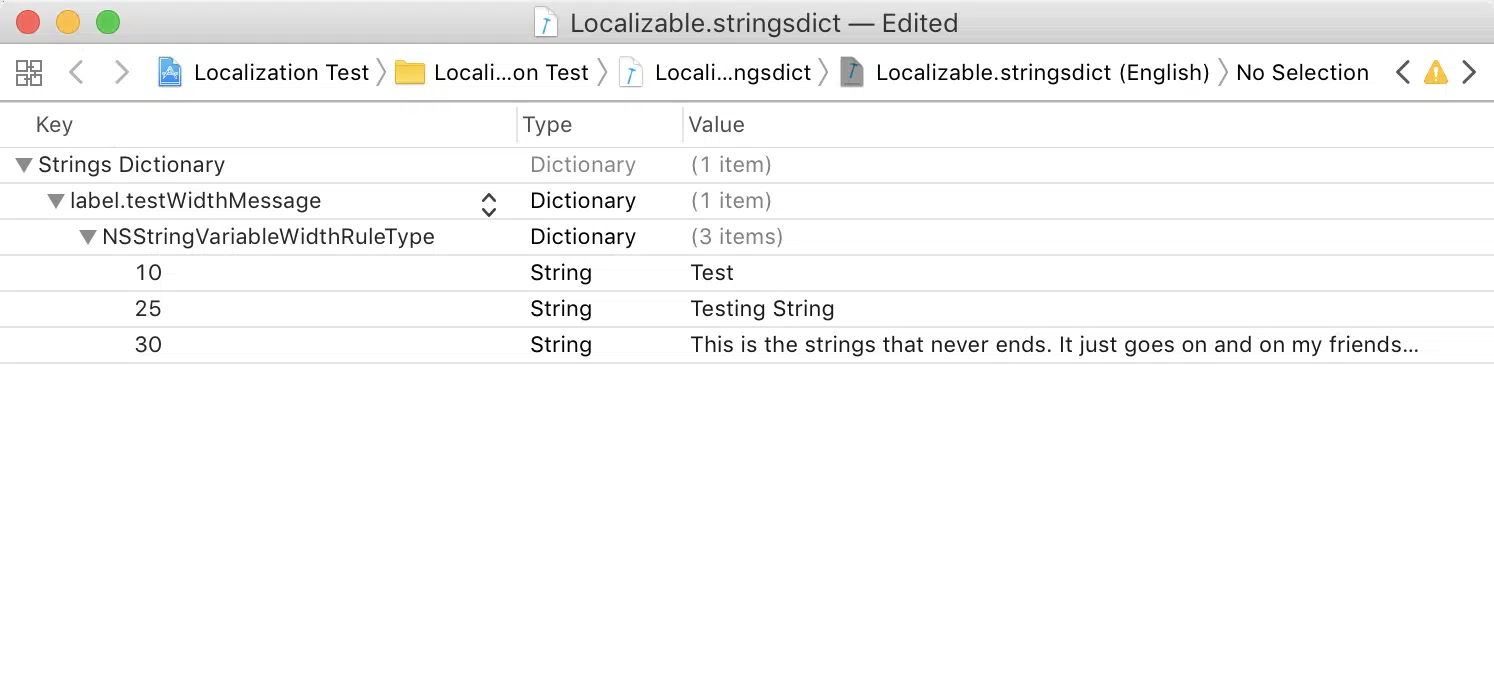 Localizable.stringsdict — Edited
Localization Test Locali...on Test Locali...ngsdict Localizable.stringsdict (English) No Selection
Key Type Value
Strings Dictionary Dictionary (1 item)
label.testWidthMessage Dictionary (1 item)
NSStringVariableWidthRuleType Dictionary (3 items)
10 String Test
25 String Testing String
30 String This is the strings that never ends. It just goes on and on my friends...